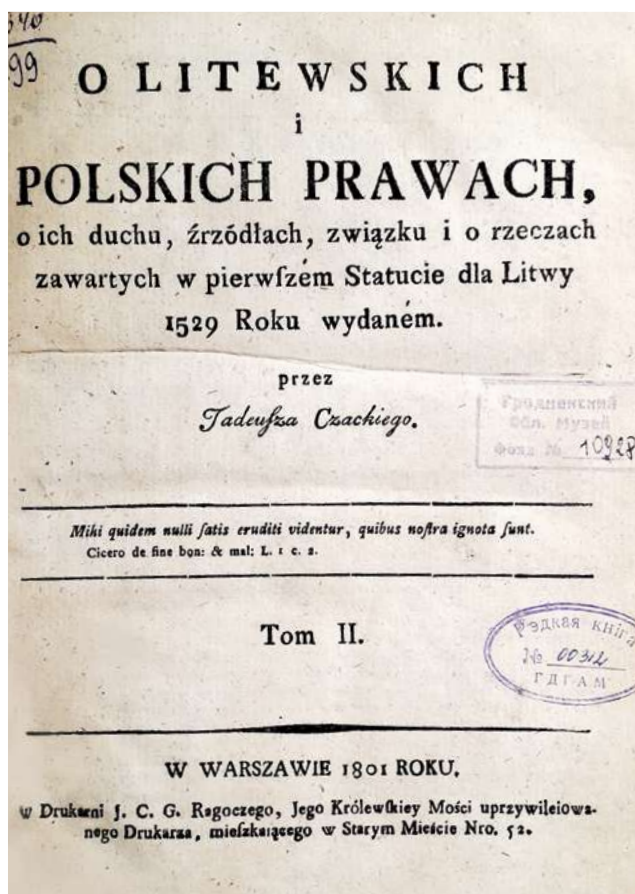 99
O LITEWSKICH
i
POLSKICH PRAWACH,
o ich duchu, źrzódłach, związku i o rzeczach
zawartych w pierwſzém Statucie dla Litwy
1529 Roku wydaném.
przez
Tadeuſza Czackiego.
Гродненский
Обл. Музей
Фонд № 10928
Mihi quidem nulli ſatis eruditi videntur, quibus noſtra ignota ſunt.
Cicero de fine bon: & mal: L. 1 c. 2.
Tom II.
Рэдкая кніга
№ 00312
ГДГАМ
W WARSZAWIE 1801 ROKU.
w Drukarni J. C. G. Ragoczego, Jego Królewſkiey Mości uprzywileiowa-
nego Drukarza, mieſzkaiącego w Starym Mieście Nro. 52.